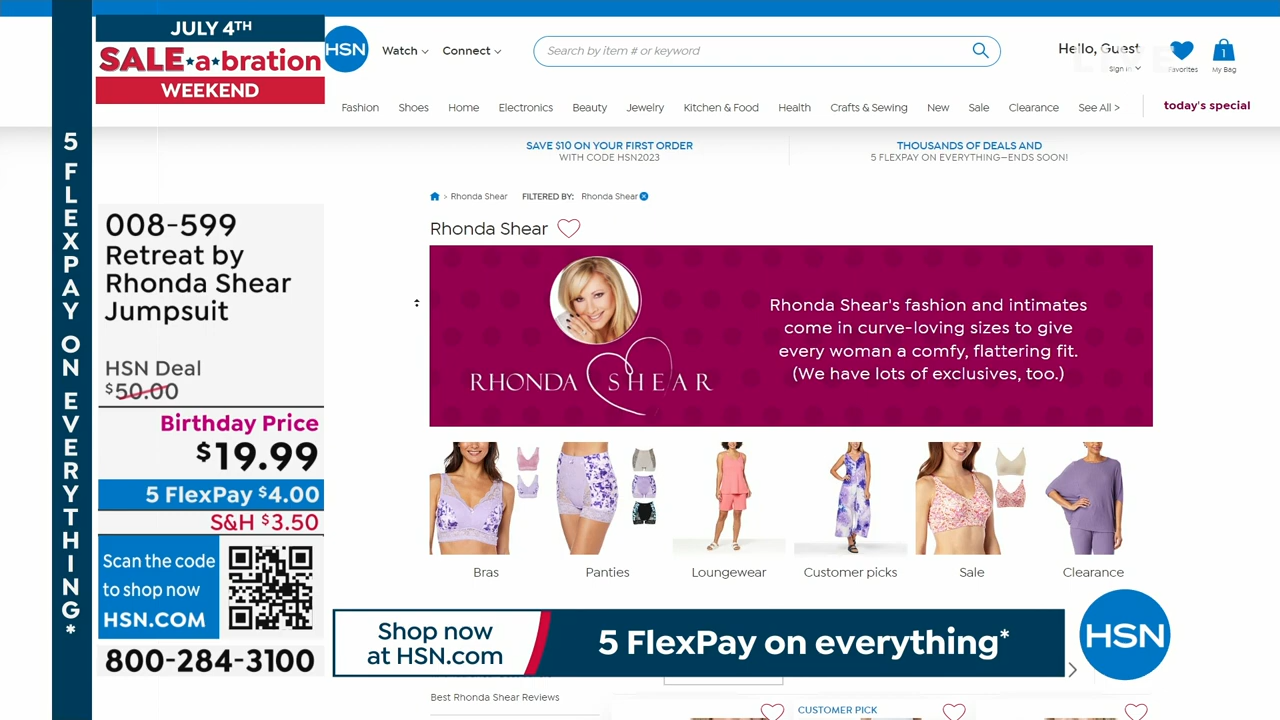 JULY 4TH
SALE★a★bration
WEEKEND
5 FLEXPAY ON EVERYTHING*
008-599
Retreat by
Rhonda Shear
Jumpsuit
HSN Deal
$50.00
Birthday Price
$19.99
5 FlexPay $4.00
S&H $3.50
Scan the code
to shop now
HSN.COM
800-284-3100
HSN
Watch
Connect
Search by item # or keyword
Hello, Guest
Sign in
Favorites
1
My Bag
Fashion Shoes Home Electronics Beauty Jewelry Kitchen & Food Health Crafts & Sewing New Sale Clearance See All > today's special
SAVE $10 ON YOUR FIRST ORDER
WITH CODE HSN2023
THOUSANDS OF DEALS AND
5 FLEXPAY ON EVERYTHING—ENDS SOON!
> Rhonda Shear FILTERED BY: Rhonda Shear
Rhonda Shear
RHONDA SHEAR
Rhonda Shear's fashion and intimates
come in curve-loving sizes to give
every woman a comfy, flattering fit.
(We have lots of exclusives, too.)
Bras Panties Loungewear Customer picks Sale Clearance
Shop now
at HSN.com
5 FlexPay on everything*
HSN
Best Rhonda Shear Reviews
CUSTOMER PICK